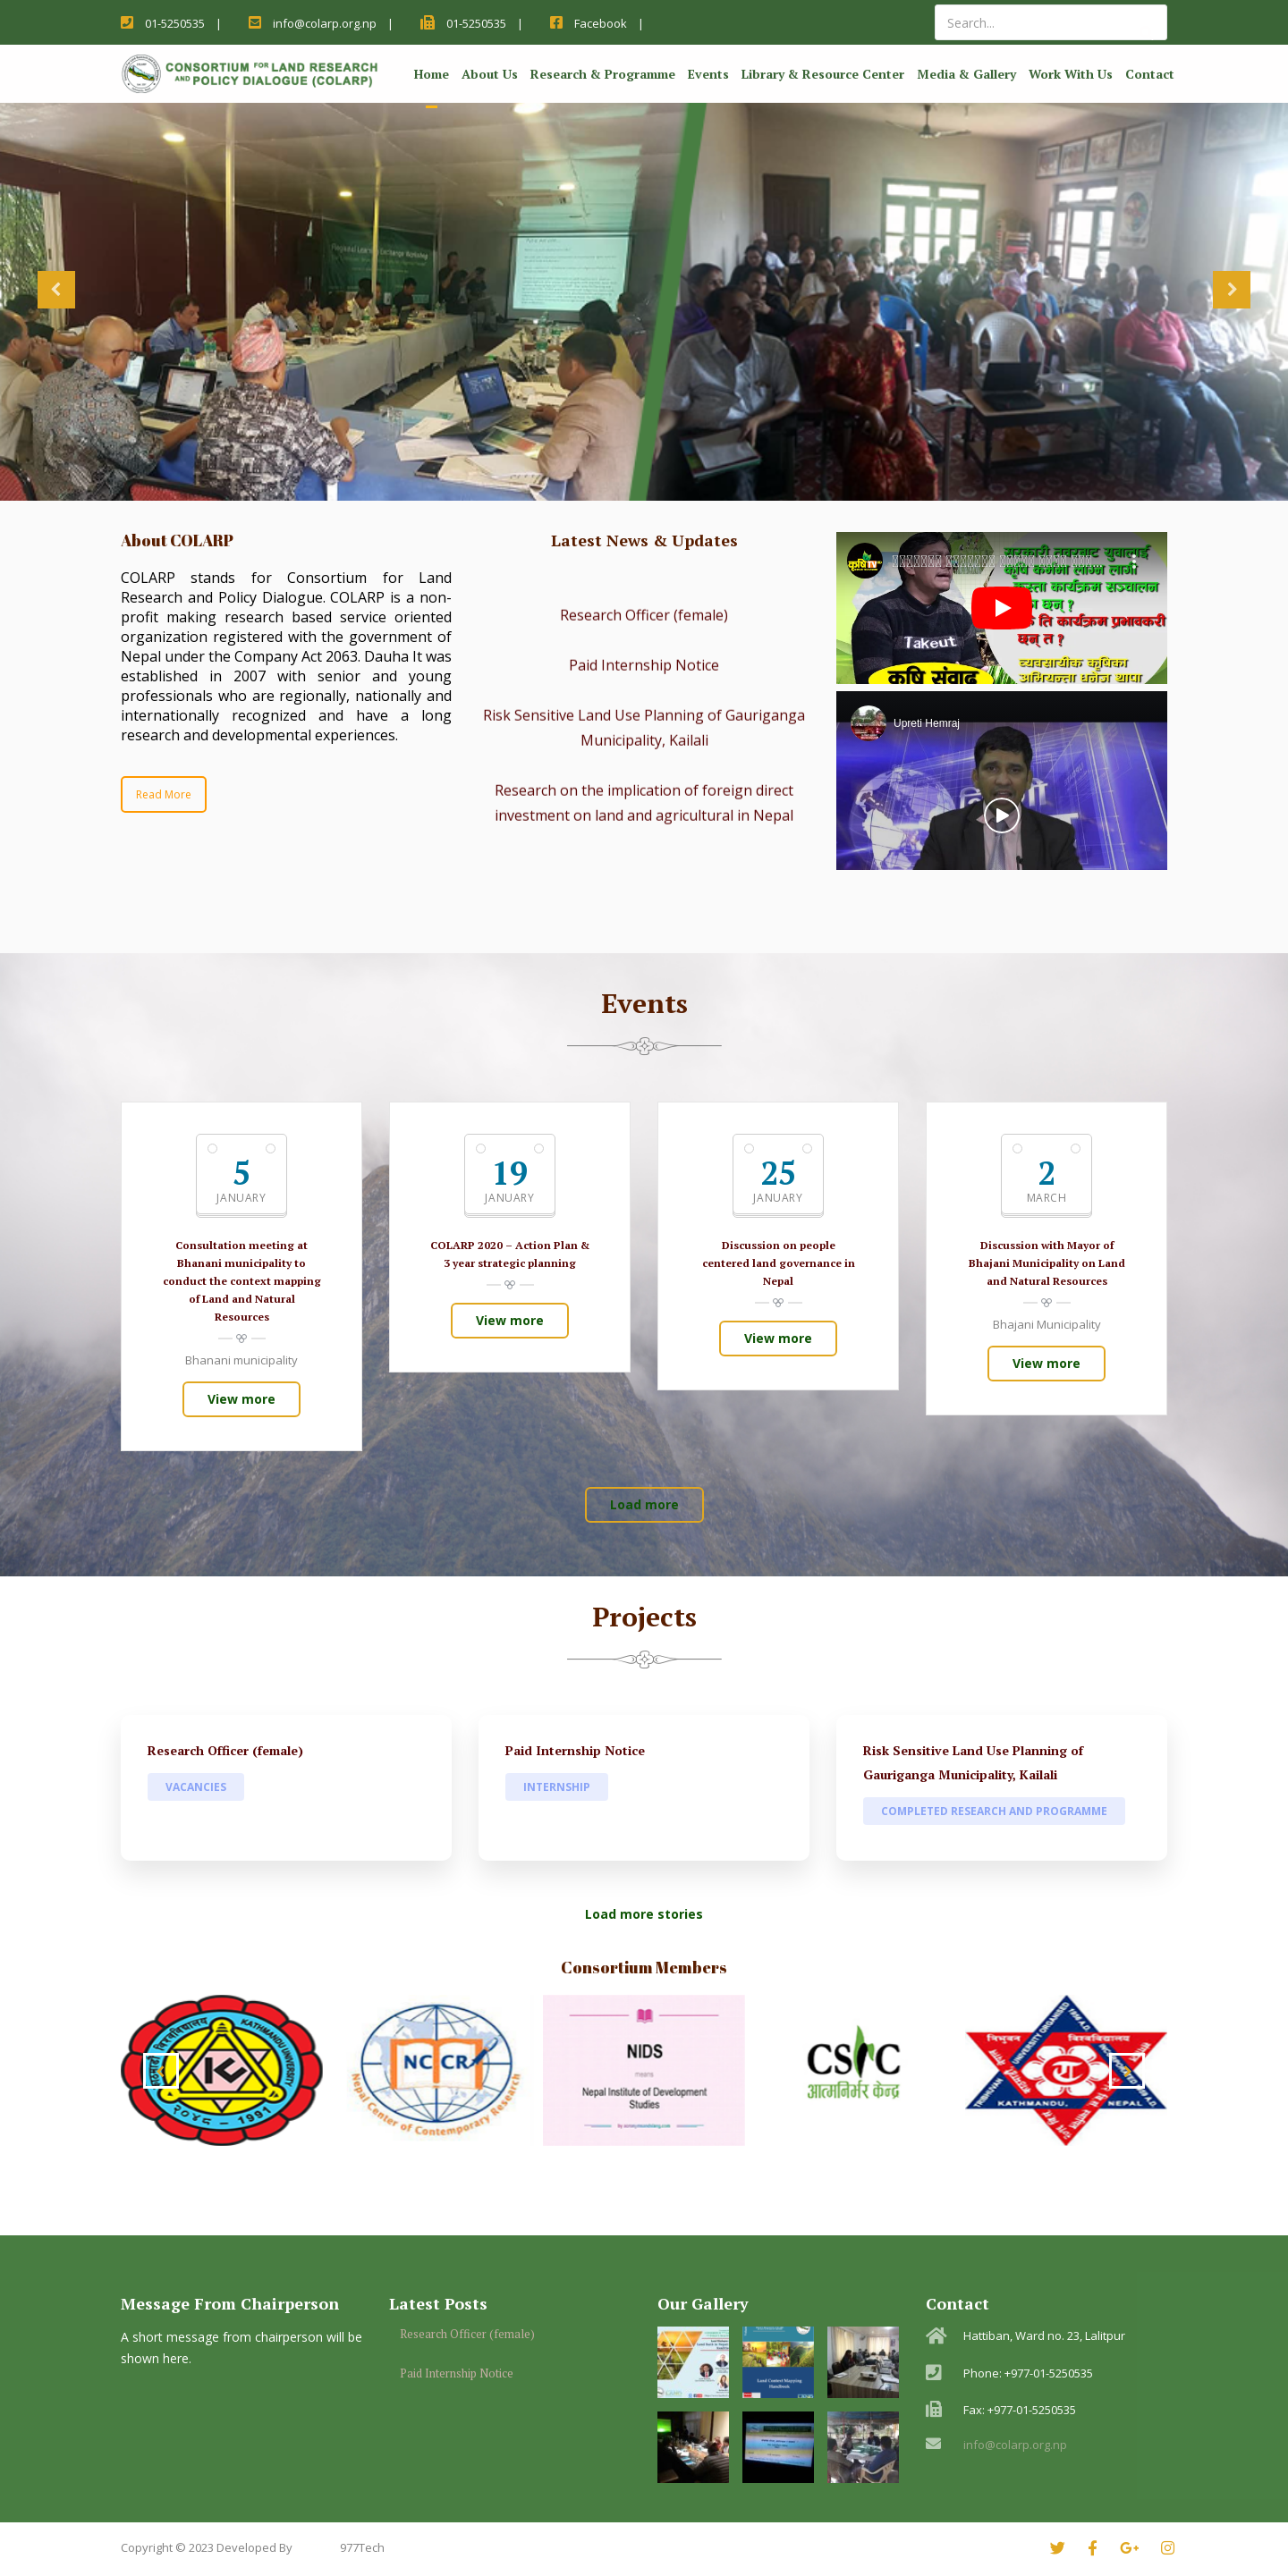 01-5250535 | info@colarp.org.np | 01-5250535 | Facebook |
Search...
CONSORTIUM FOR LAND RESEARCH
AND POLICY DIALOGUE (COLARP)
Home About Us Research & Programme Events Library & Resource Center Media & Gallery Work With Us Contact
About COLARP
COLARP stands for Consortium for Land
Research and Policy Dialogue. COLARP is a non-
profit making research based service oriented
organization registered with the government of
Nepal under the Company Act 2063. Dauha It was
established in 2007 with senior and young
professionals who are regionally, nationally and
internationally recognized and have a long
research and developmental experiences.
Read More
Latest News & Updates
Research Officer (female)
Paid Internship Notice
Risk Sensitive Land Use Planning of Gauriganga
Municipality, Kailali
Research on the implication of foreign direct
investment on land and agricultural in Nepal
Takeout
कृषि संवाद
छन् त ?
व्यवसायीक कृषिका
Upreti Hemraj
Events
5
JANUARY
Consultation meeting at
Bhanani municipality to
conduct the context mapping
of Land and Natural
Resources
Bhanani municipality
View more
19
JANUARY
COLARP 2020 – Action Plan &
3 year strategic planning
View more
25
JANUARY
Discussion on people
centered land governance in
Nepal
View more
2
MARCH
Discussion with Mayor of
Bhajani Municipality on Land
and Natural Resources
Bhajani Municipality
View more
Load more
Projects
Research Officer (female)
VACANCIES
Paid Internship Notice
INTERNSHIP
Risk Sensitive Land Use Planning of
Gauriganga Municipality, Kailali
COMPLETED RESEARCH AND PROGRAMME
Load more stories
Consortium Members
KATHMANDU UNIVERSITY
1991
NCCR
Nepal Center of Contemporary Research
NIDS
means
Nepal Institute of Development
Studies
CSRC
आत्मनिर्भर केन्द्र
KATHMANDU, NEPAL
Message From Chairperson
A short message from chairperson will be
shown here.
Latest Posts
Research Officer (female)
Paid Internship Notice
Our Gallery
Contact
Hattiban, Ward no. 23, Lalitpur
Phone: +977-01-5250535
Fax: +977-01-5250535
info@colarp.org.np
Copyright © 2023 Developed By 977Tech